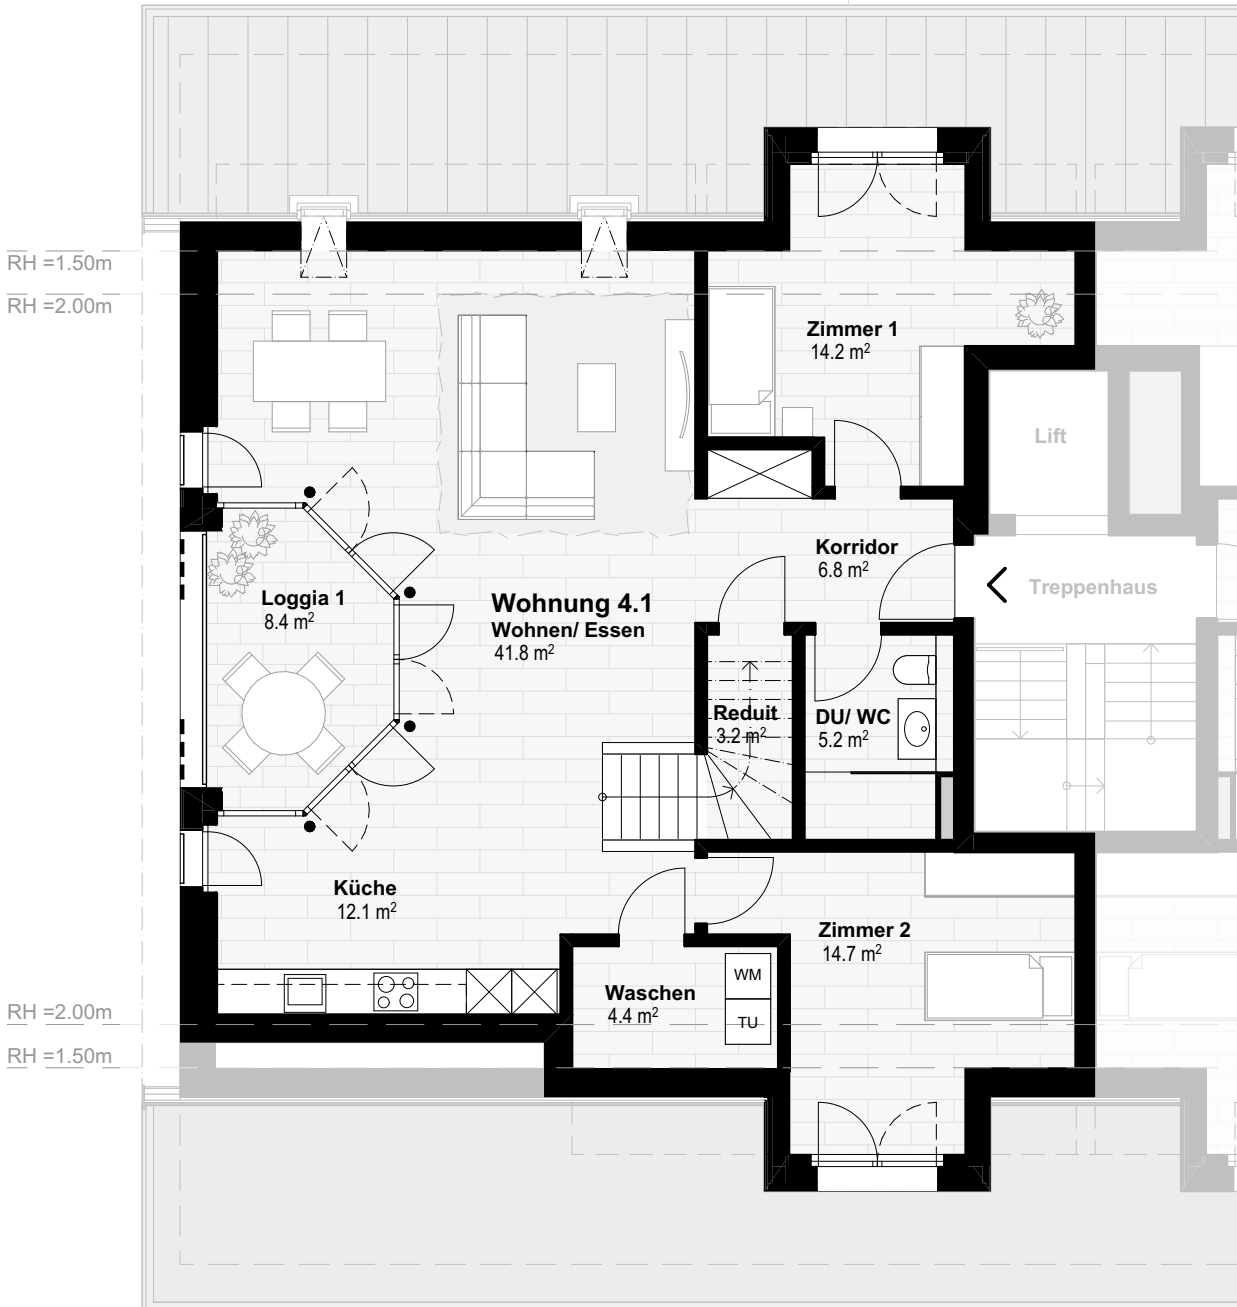 RH =1.50m
RH =2.00m
Zimmer 1
14.2 m²
Lift
Korridor
6.8 m²
Treppenhaus
Loggia 1
8.4 m²
Wohnung 4.1
Wohnen/ Essen
41.8 m²
Reduit
3.2 m²
DU/ WC
5.2 m²
Küche
12.1 m²
Zimmer 2
14.7 m²
Waschen
4.4 m²
WM
TU
RH =2.00m
RH =1.50m